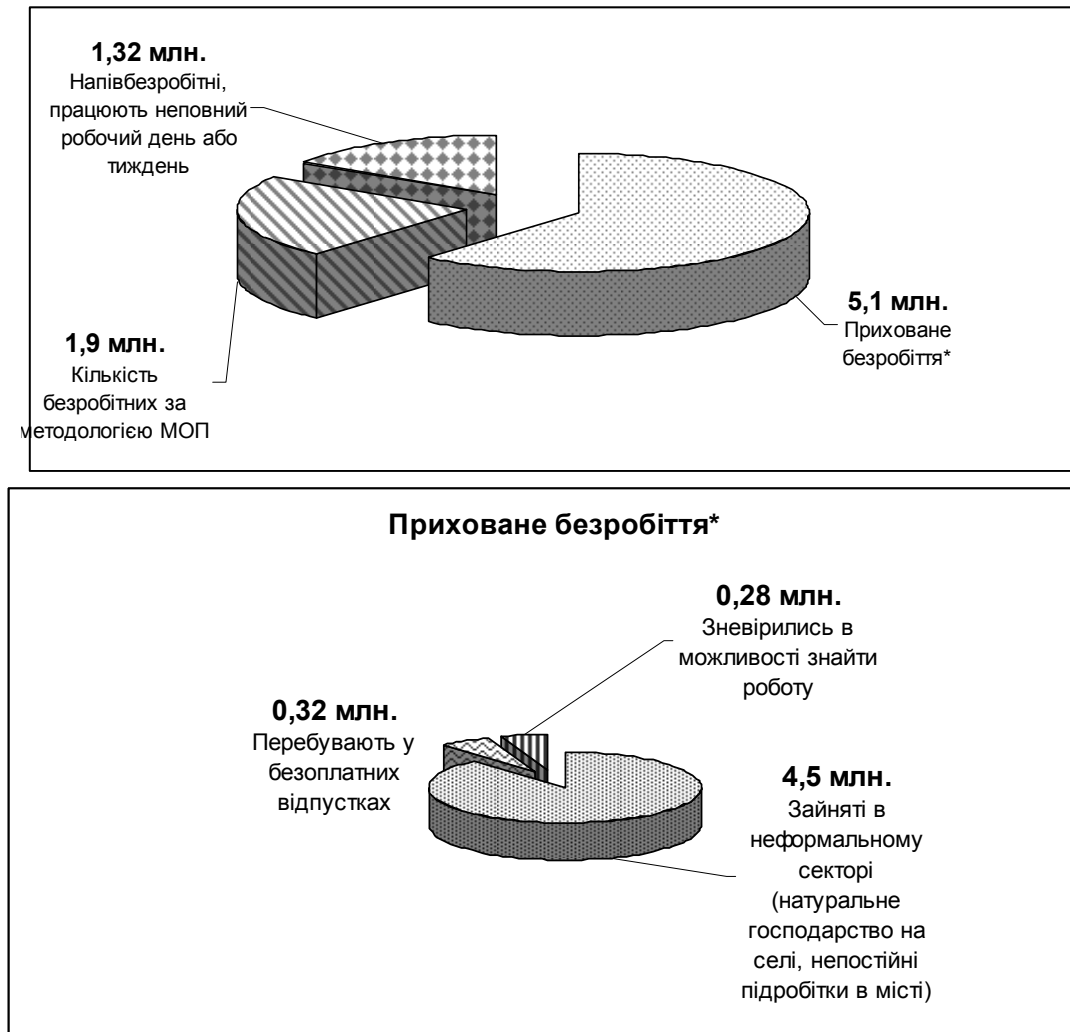 1,32 млн.
Напівбезробітні,
працюють неповний
робочий день або
тиждень
5,1 млн.
Приховане
безробіття*
1,9 млн.
Кількість
безробітних за
методологією МОП
Приховане безробіття*
0,28 млн.
Зневірились в
можливості знайти
роботу
0,32 млн.
Перебувають у
безоплатних
відпустках
4,5 млн.
Зайняті в
неформальному
секторі
(натуральне
господарство на
селі, непостійні
підробітки в місті)